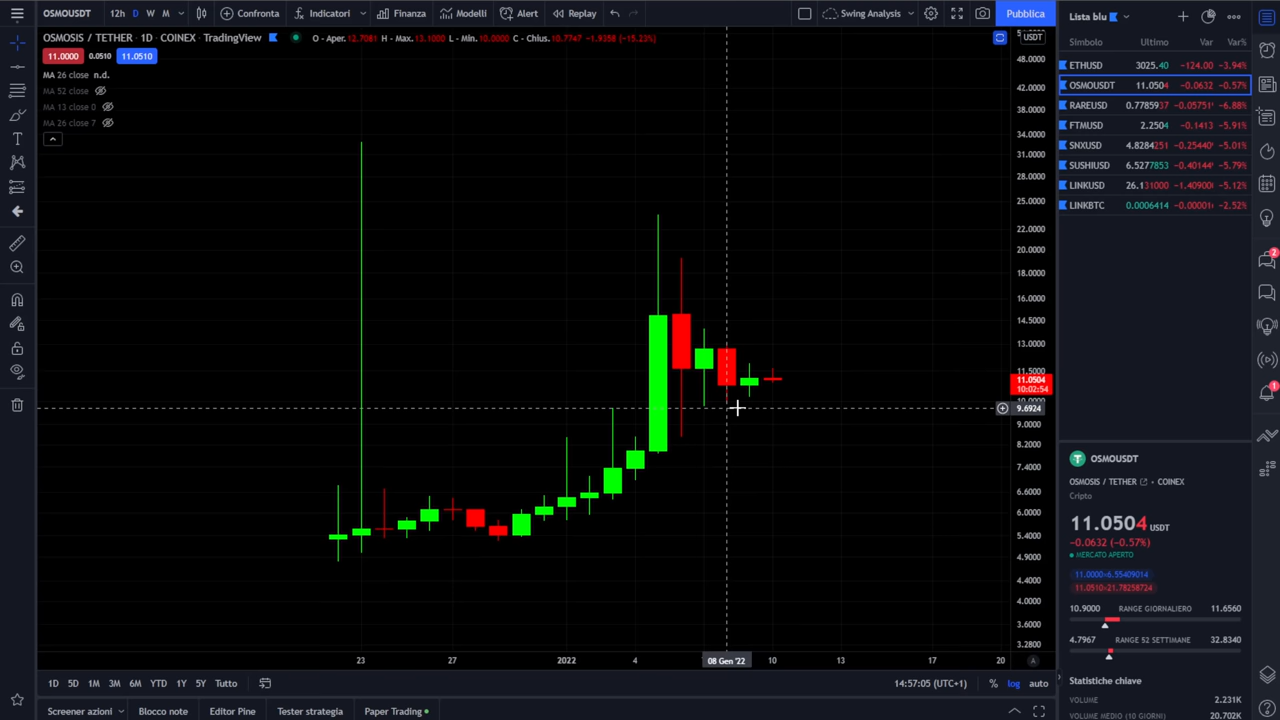 OSMOUSDT 12h D W M Confronta Indicatori Finanza Modelli Alert Replay Swing Analysis Pubblica
OSMOSIS / TETHER · 1D · COINEX · TradingView O - Aper.12.7081 H - Max.13.1000 L - Min.10.0000 C - Chius.10.7747 -1.9358 (-15.23%)
11.0000 0.0510 11.0510
MA 26 close n.d.
MA 52 close
MA 13 close 0
MA 26 close 7
USDT
48.0000
42.0000
38.0000
34.0000
31.0000
28.0000
25.0000
22.0000
20.0000
18.0000
16.0000
14.5000
13.0000
11.5000
11.0504
10:02:54
9.6924
9.0000
8.2000
7.4000
6.6000
6.0000
5.4000
4.9000
4.4000
4.0000
3.6000
3.2800
23 27 2022 4 08 Gen '22 10 13 17 20 A
1D 5D 1M 3M 6M YTD 1Y 5Y Tutto 14:57:05 (UTC+1) % log auto
Screener azioni Blocco note Editor Pine Tester strategia Paper Trading
Lista blu
Simbolo Ultimo Var Var%
ETHUSD 3025.40 -124.00 -3.94%
OSMOUSDT 11.0504 -0.0632 -0.57%
RAREUSD 0.7785937 -0.05751 -6.88%
FTMUSD 2.2504 -0.1413 -5.91%
SNXUSD 4.8284251 -0.25440 -5.01%
SUSHIUSD 6.5277853 -0.40144 -5.79%
LINKUSD 26.131000 -1.40900 -5.12%
LINKBTC 0.0006414 -0.00001 -2.52%
2
1
OSMOUSDT
OSMOSIS / TETHER · COINEX
Cripto
11.0504 USDT
-0.0632 (-0.57%)
MERCATO APERTO
11.0000×6.55409014
11.0510×21.78258724
10.9000 RANGE GIORNALIERO 11.6560
4.7967 RANGE 52 SETTIMANE 32.8340
Statistiche chiave
VOLUME 2.231K
VOLUME MEDIO (10 GIORNI) 20.702K